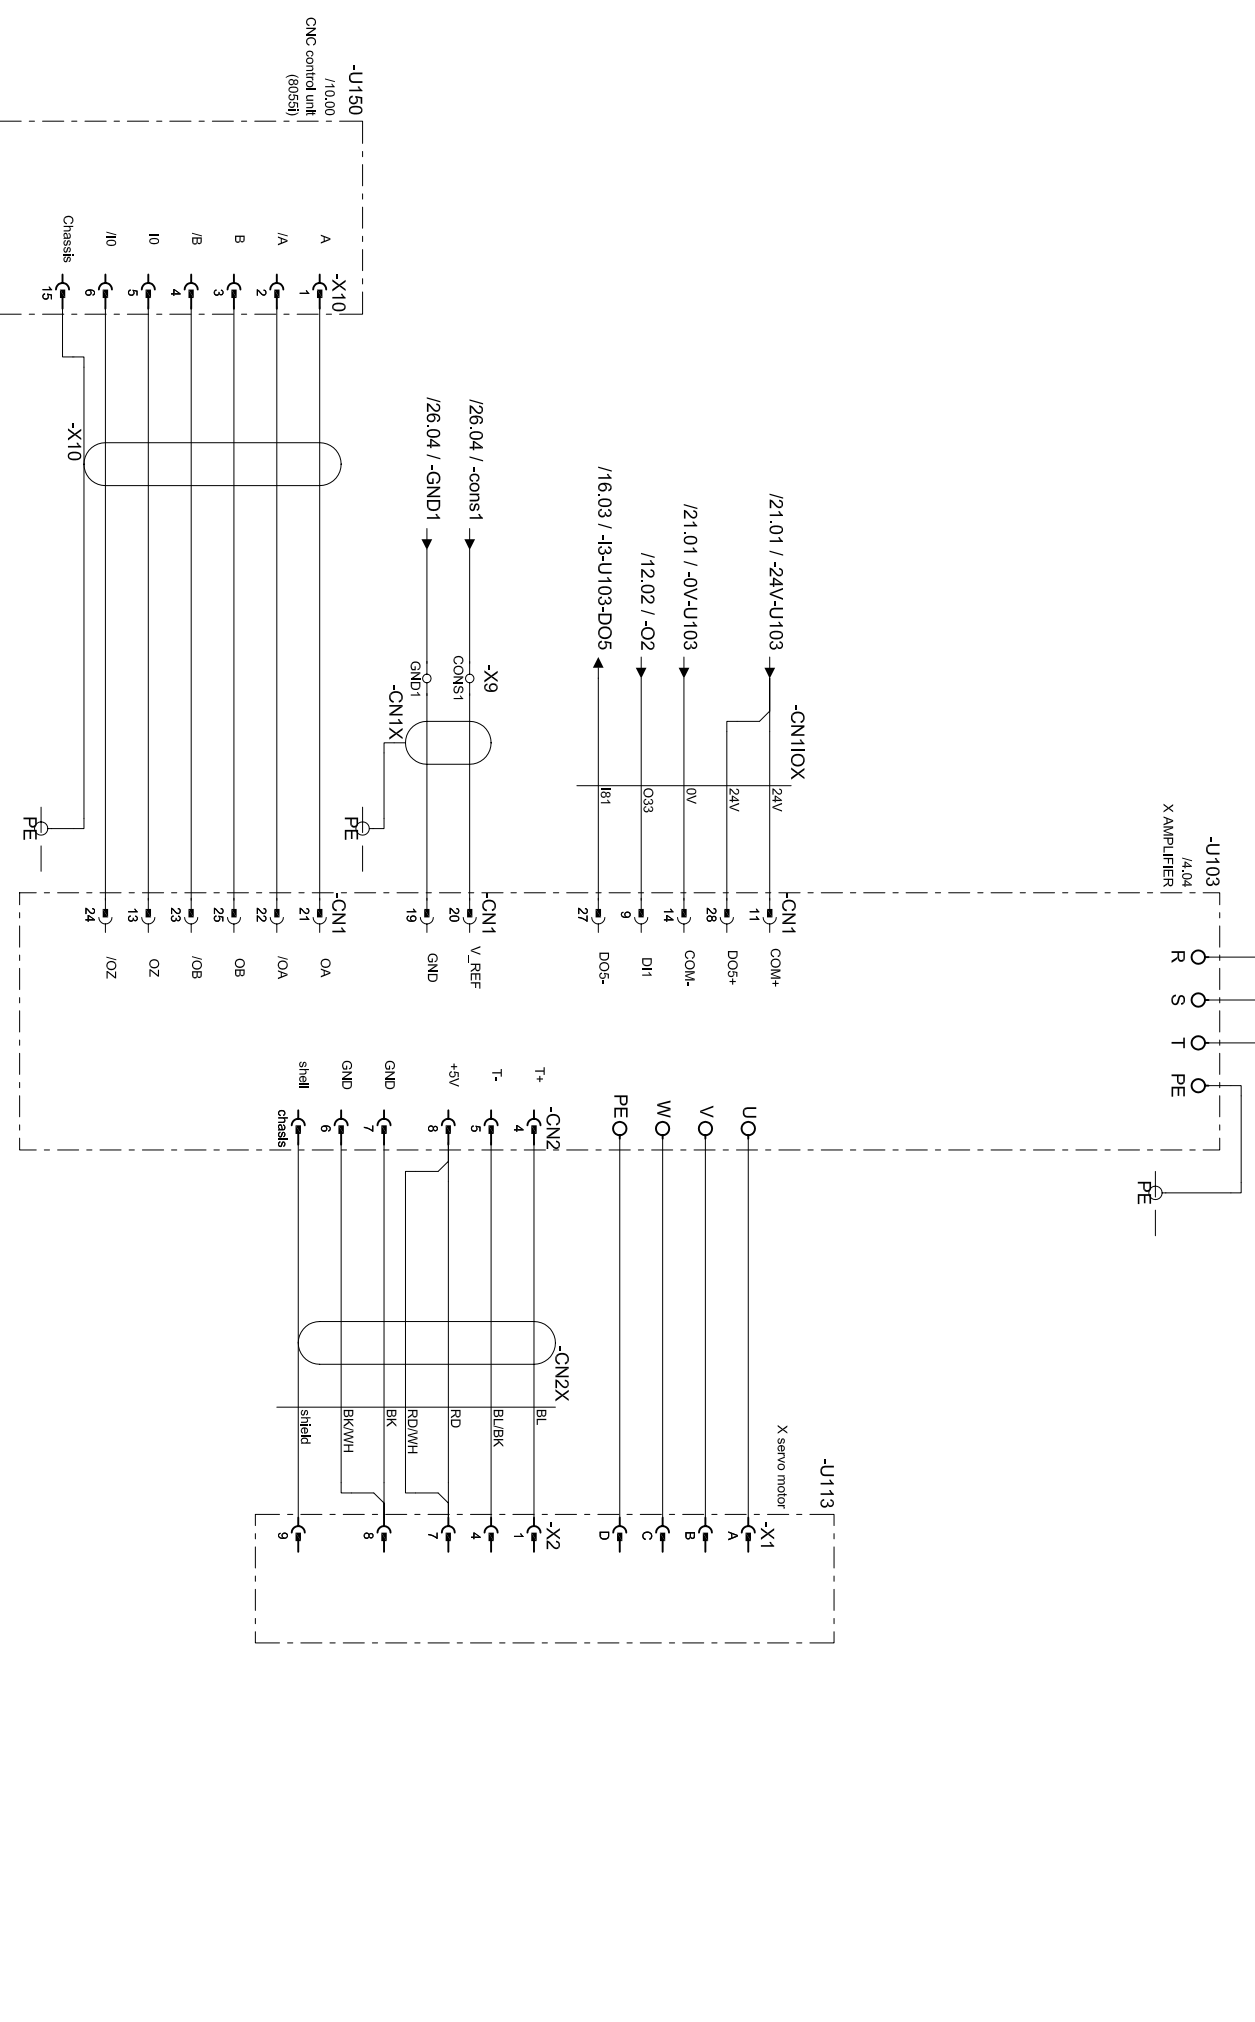 -U103
/4.04
X AMPLIFIER
R
S
T
PE
PE
-U113
X servo motor
/21.01 / -24V-U103
-CN1IOX
24V
-CN1
11
COM+
U
-X1
A
24V
28
DO5+
V
B
/21.01 / -0V-U103
0V
14
COM-
W
C
/12.02 / -O2
O33
9
DI1
PE
D
/16.03 / -I3-U103-DO5
I81
27
DO5-
/26.04 / -cons1
-X9
CONS1
-CN1
20
V_REF
/26.04 / -GND1
GND1
-CN1X
19
GND
PE
T+
-CN2
4
-CN2X
BL
-X2
1
T-
5
BL/BK
4
+5V
8
RD
7
RD/WH
GND
7
BK
8
GND
6
BK/WH
shell
chasis
shield
9
-U150
/10.00
CNC control unit
(8055i)
A
-X10
1
-CN1
21
OA
/A
2
22
/OA
B
3
25
OB
/B
4
23
/OB
I0
5
13
OZ
/I0
6
24
/OZ
Chassis
15
-X10
PE